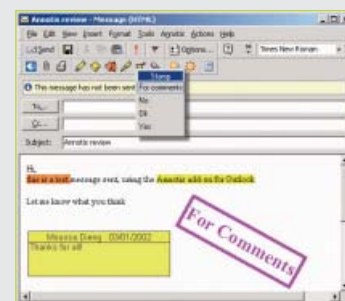 Annotis review - Message (HTML)
File Edit View Insert Format Tools Annotis Actions Help
Send Options... Times New Roman
Stamp
This message has not been sent
For comments
No
OK
Yes
To...
Cc...
Subject: Annotis review
Hi,
this is a test message sent, using the Annotis add-on for Outlook
Let me know what you think
For Comments
03/01/2002
Thanks for all